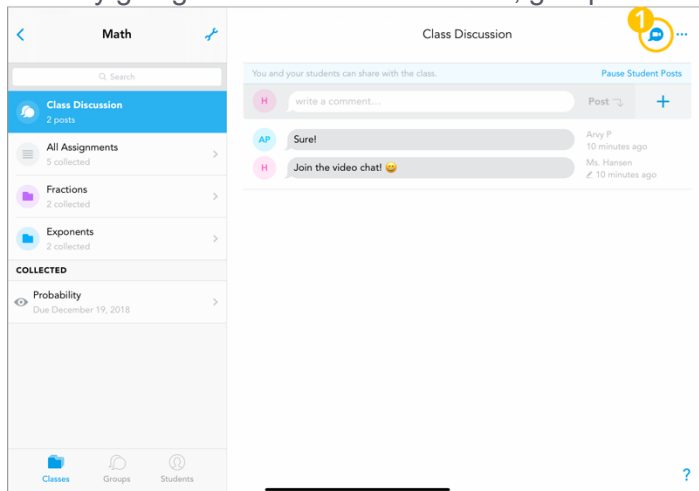 Math
Search
Class Discussion
2 posts
All Assignments
5 collected
Fractions
2 collected
Exponents
2 collected
COLLECTED
Probability
Due December 19, 2018
Classes
Groups
Students
Class Discussion
1
You and your students can share with the class.
Pause Student Posts
H
write a comment...
Post
+
AP
Sure!
Arvy P
10 minutes ago
H
Join the video chat! 😄
Ms. Hansen
10 minutes ago
?